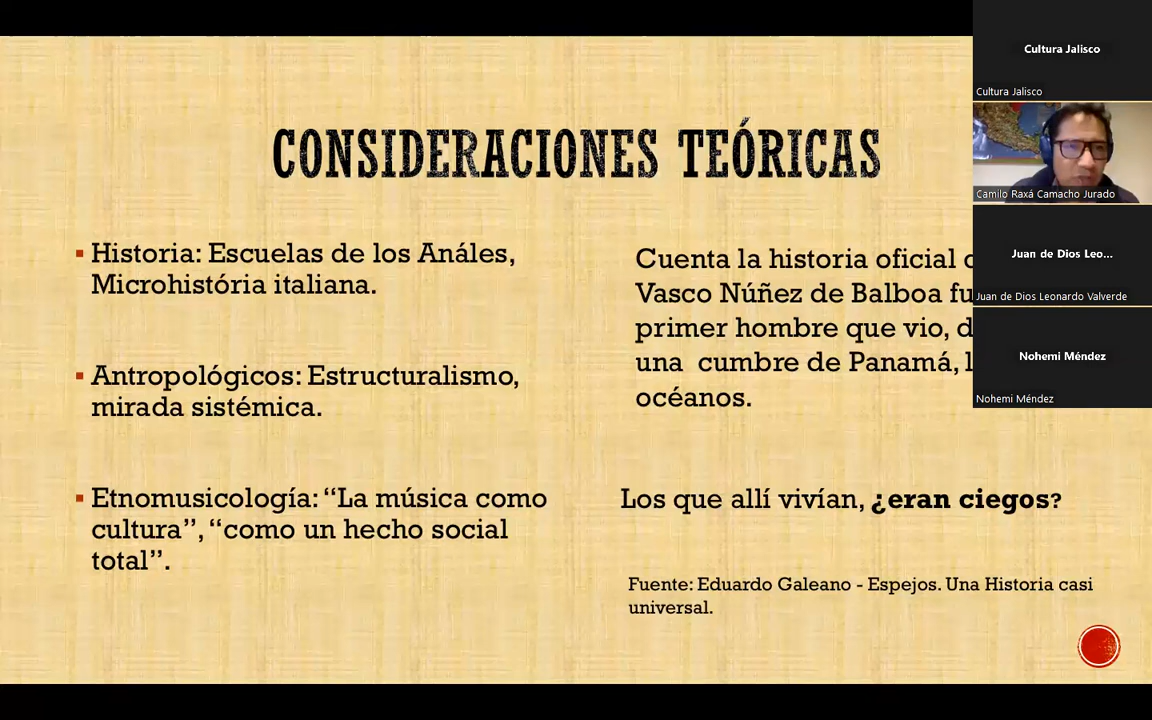 CONSIDERACIONES TEÓRICAS
Historia: Escuelas de los Análes,
Microhistória italiana.
Antropológicos: Estructuralismo,
mirada sistémica.
Etnomusicología: “La música como
cultura”, “como un hecho social
total”.
Cuenta la historia oficial
Vasco Núñez de Balboa
primer hombre que vio,
una cumbre de Panamá,
océanos.
Los que allí vivían, ¿eran ciegos?
Fuente: Eduardo Galeano - Espejos. Una Historia casi
universal.
Cultura Jalisco
Cultura Jalisco
Camilo Raxá Camacho Jurado
Juan de Dios Leo...
Juan de Dios Leonardo Valverde
Nohemi Méndez
Nohemi Méndez